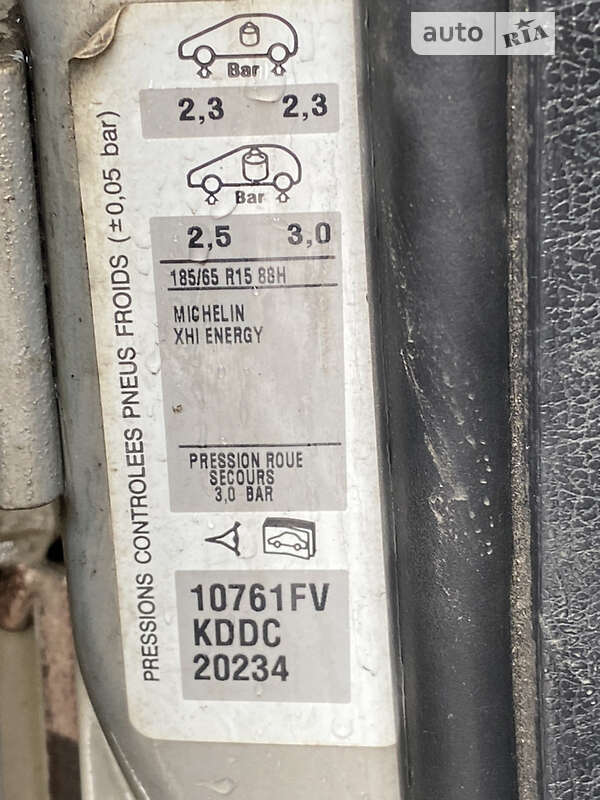 auto RIA
Bar
2,3 2,3
Bar
2,5 3,0
185/65 R15 88H
MICHELIN
XHI ENERGY
PRESSION ROUE
SECOURS
3,0 BAR
PRESSIONS CONTROLEES PNEUS FROIDS (±0,05 bar)
10761FV
KDDC
20234